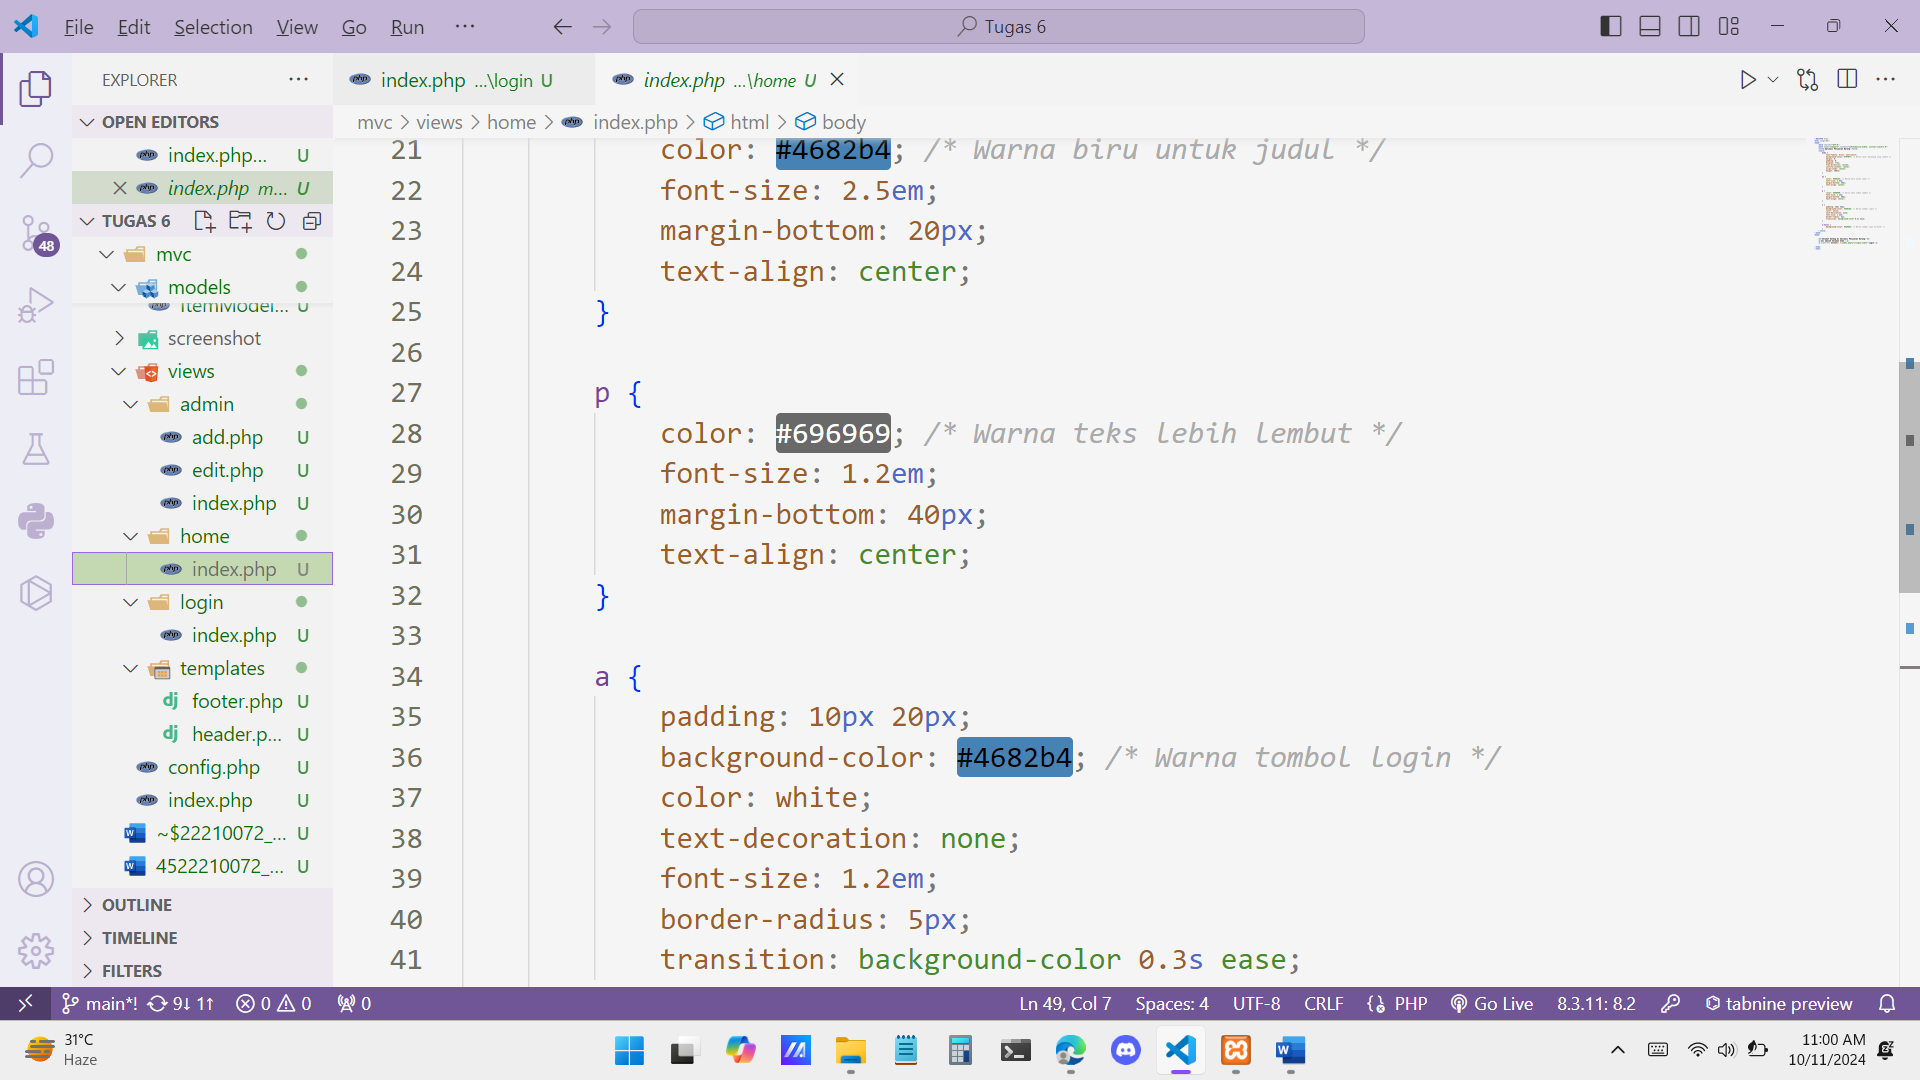 File Edit Selection View Go Run ··· Tugas 6
EXPLORER
index.php ...\login U
index.php ...\home U
OPEN EDITORS
mvc > views > home > index.php > html > body
index.php... U
index.php m... U
TUGAS 6
mvc
models
ItemModel... U
screenshot
views
admin
add.php U
edit.php U
index.php U
home
index.php U
login
index.php U
templates
footer.php U
header.p... U
config.php U
index.php U
~$22210072_... U
4522210072_... U
OUTLINE
TIMELINE
FILTERS
48
21 color: #4682b4; /* Warna biru untuk judul */
22 font-size: 2.5em;
23 margin-bottom: 20px;
24 text-align: center;
25 }
26
27 p {
28 color: #696969; /* Warna teks lebih lembut */
29 font-size: 1.2em;
30 margin-bottom: 40px;
31 text-align: center;
32 }
33
34 a {
35 padding: 10px 20px;
36 background-color: #4682b4; /* Warna tombol login */
37 color: white;
38 text-decoration: none;
39 font-size: 1.2em;
40 border-radius: 5px;
41 transition: background-color 0.3s ease;
main*! 9↓ 1↑ 0 0 0 Ln 49, Col 7 Spaces: 4 UTF-8 CRLF PHP Go Live 8.3.11: 8.2 tabnine preview
31°C
Haze
11:00 AM
10/11/2024